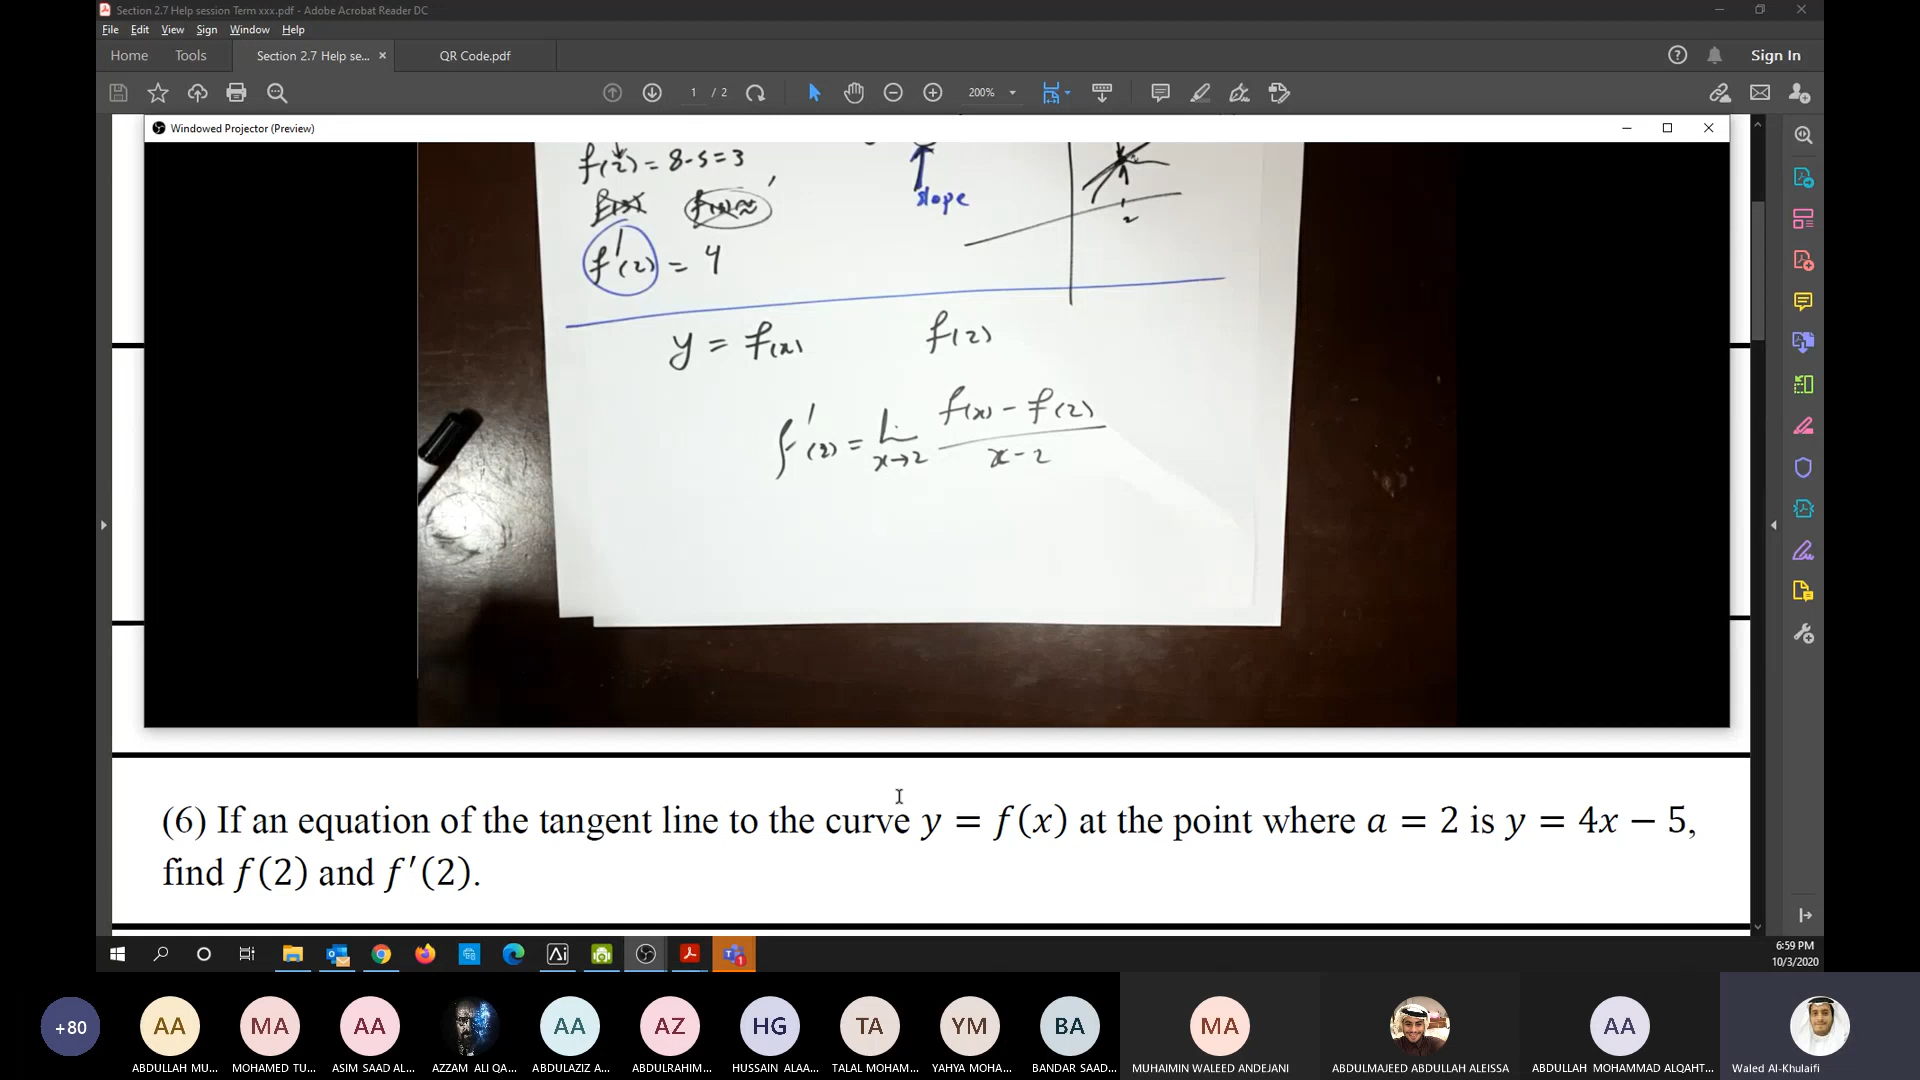 Section 2.7 Help session Term xxx.pdf - Adobe Acrobat Reader DC
File Edit View Sign Window Help
Home Tools Section 2.7 Help se... × QR Code.pdf Sign In
1 / 2 200%
Windowed Projector (Preview)
f(2) = 8-5=3
slope
2
f'(2) = 4
y = f(x) f(2)
f'(2) = lim x→2 f(x) - f(2)
x - 2
(6) If an equation of the tangent line to the curve y = f(x) at the point where a = 2 is y = 4x − 5,
find f(2) and f′(2).
6:59 PM
10/3/2020
+80 AA MA AA AA AZ HG TA YM BA MA AA
ABDULLAH MU... MOHAMED TU... ASIM SAAD AL... AZZAM ALI QA... ABDULAZIZ A... ABDULRAHIM... HUSSAIN ALAA... TALAL MOHAM... YAHYA MOHA... BANDAR SAAD... MUHAIMIN WALEED ANDEJANI ABDULMAJEED ABDULLAH ALEISSA ABDULLAH MOHAMMAD ALQAHT... Waled Al-Khulaifi